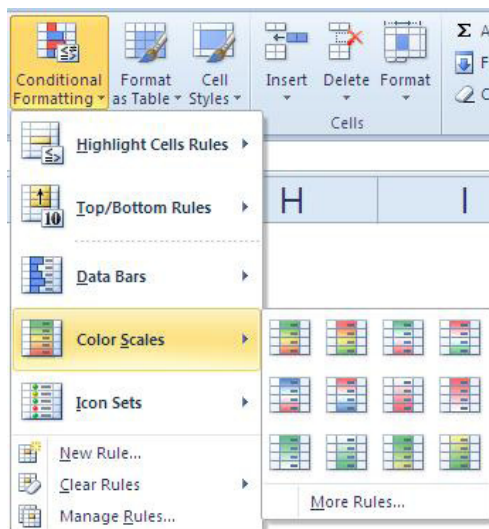 Conditional Formatting
Format as Table
Cell Styles
Insert
Delete
Format
Σ A
F
Cells
Highlight Cells Rules
Top/Bottom Rules
10
H
I
Data Bars
Color Scales
Icon Sets
New Rule...
Clear Rules
Manage Rules...
More Rules...